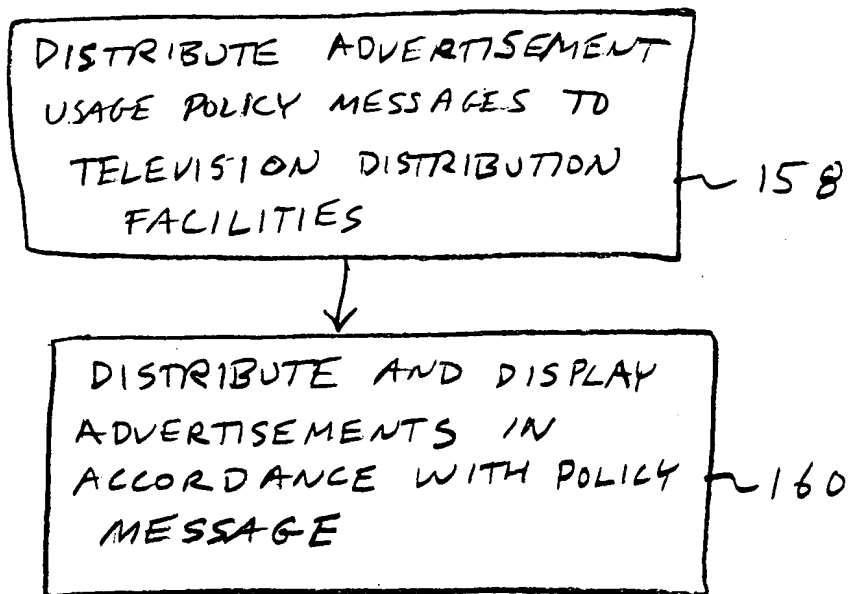 DISTRIBUTE ADVERTISEMENT
USAGE POLICY MESSAGES TO
TELEVISION DISTRIBUTION
FACILITIES
158
DISTRIBUTE AND DISPLAY
ADVERTISEMENTS IN
ACCORDANCE WITH POLICY
MESSAGE
160